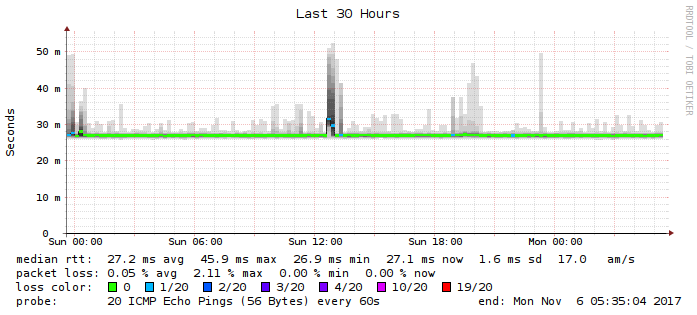 Last 30 Hours
RRDTOOL / TOBI OETIKER
Seconds
50 m
40 m
30 m
20 m
10 m
0
Sun 00:00 Sun 06:00 Sun 12:00 Sun 18:00 Mon 00:00
median rtt: 27.2 ms avg 45.9 ms max 26.9 ms min 27.1 ms now 1.6 ms sd 17.0 am/s
packet loss: 0.05 % avg 2.11 % max 0.00 % min 0.00 % now
loss color: 0 1/20 2/20 3/20 4/20 10/20 19/20
probe: 20 ICMP Echo Pings (56 Bytes) every 60s end: Mon Nov 6 05:35:04 2017